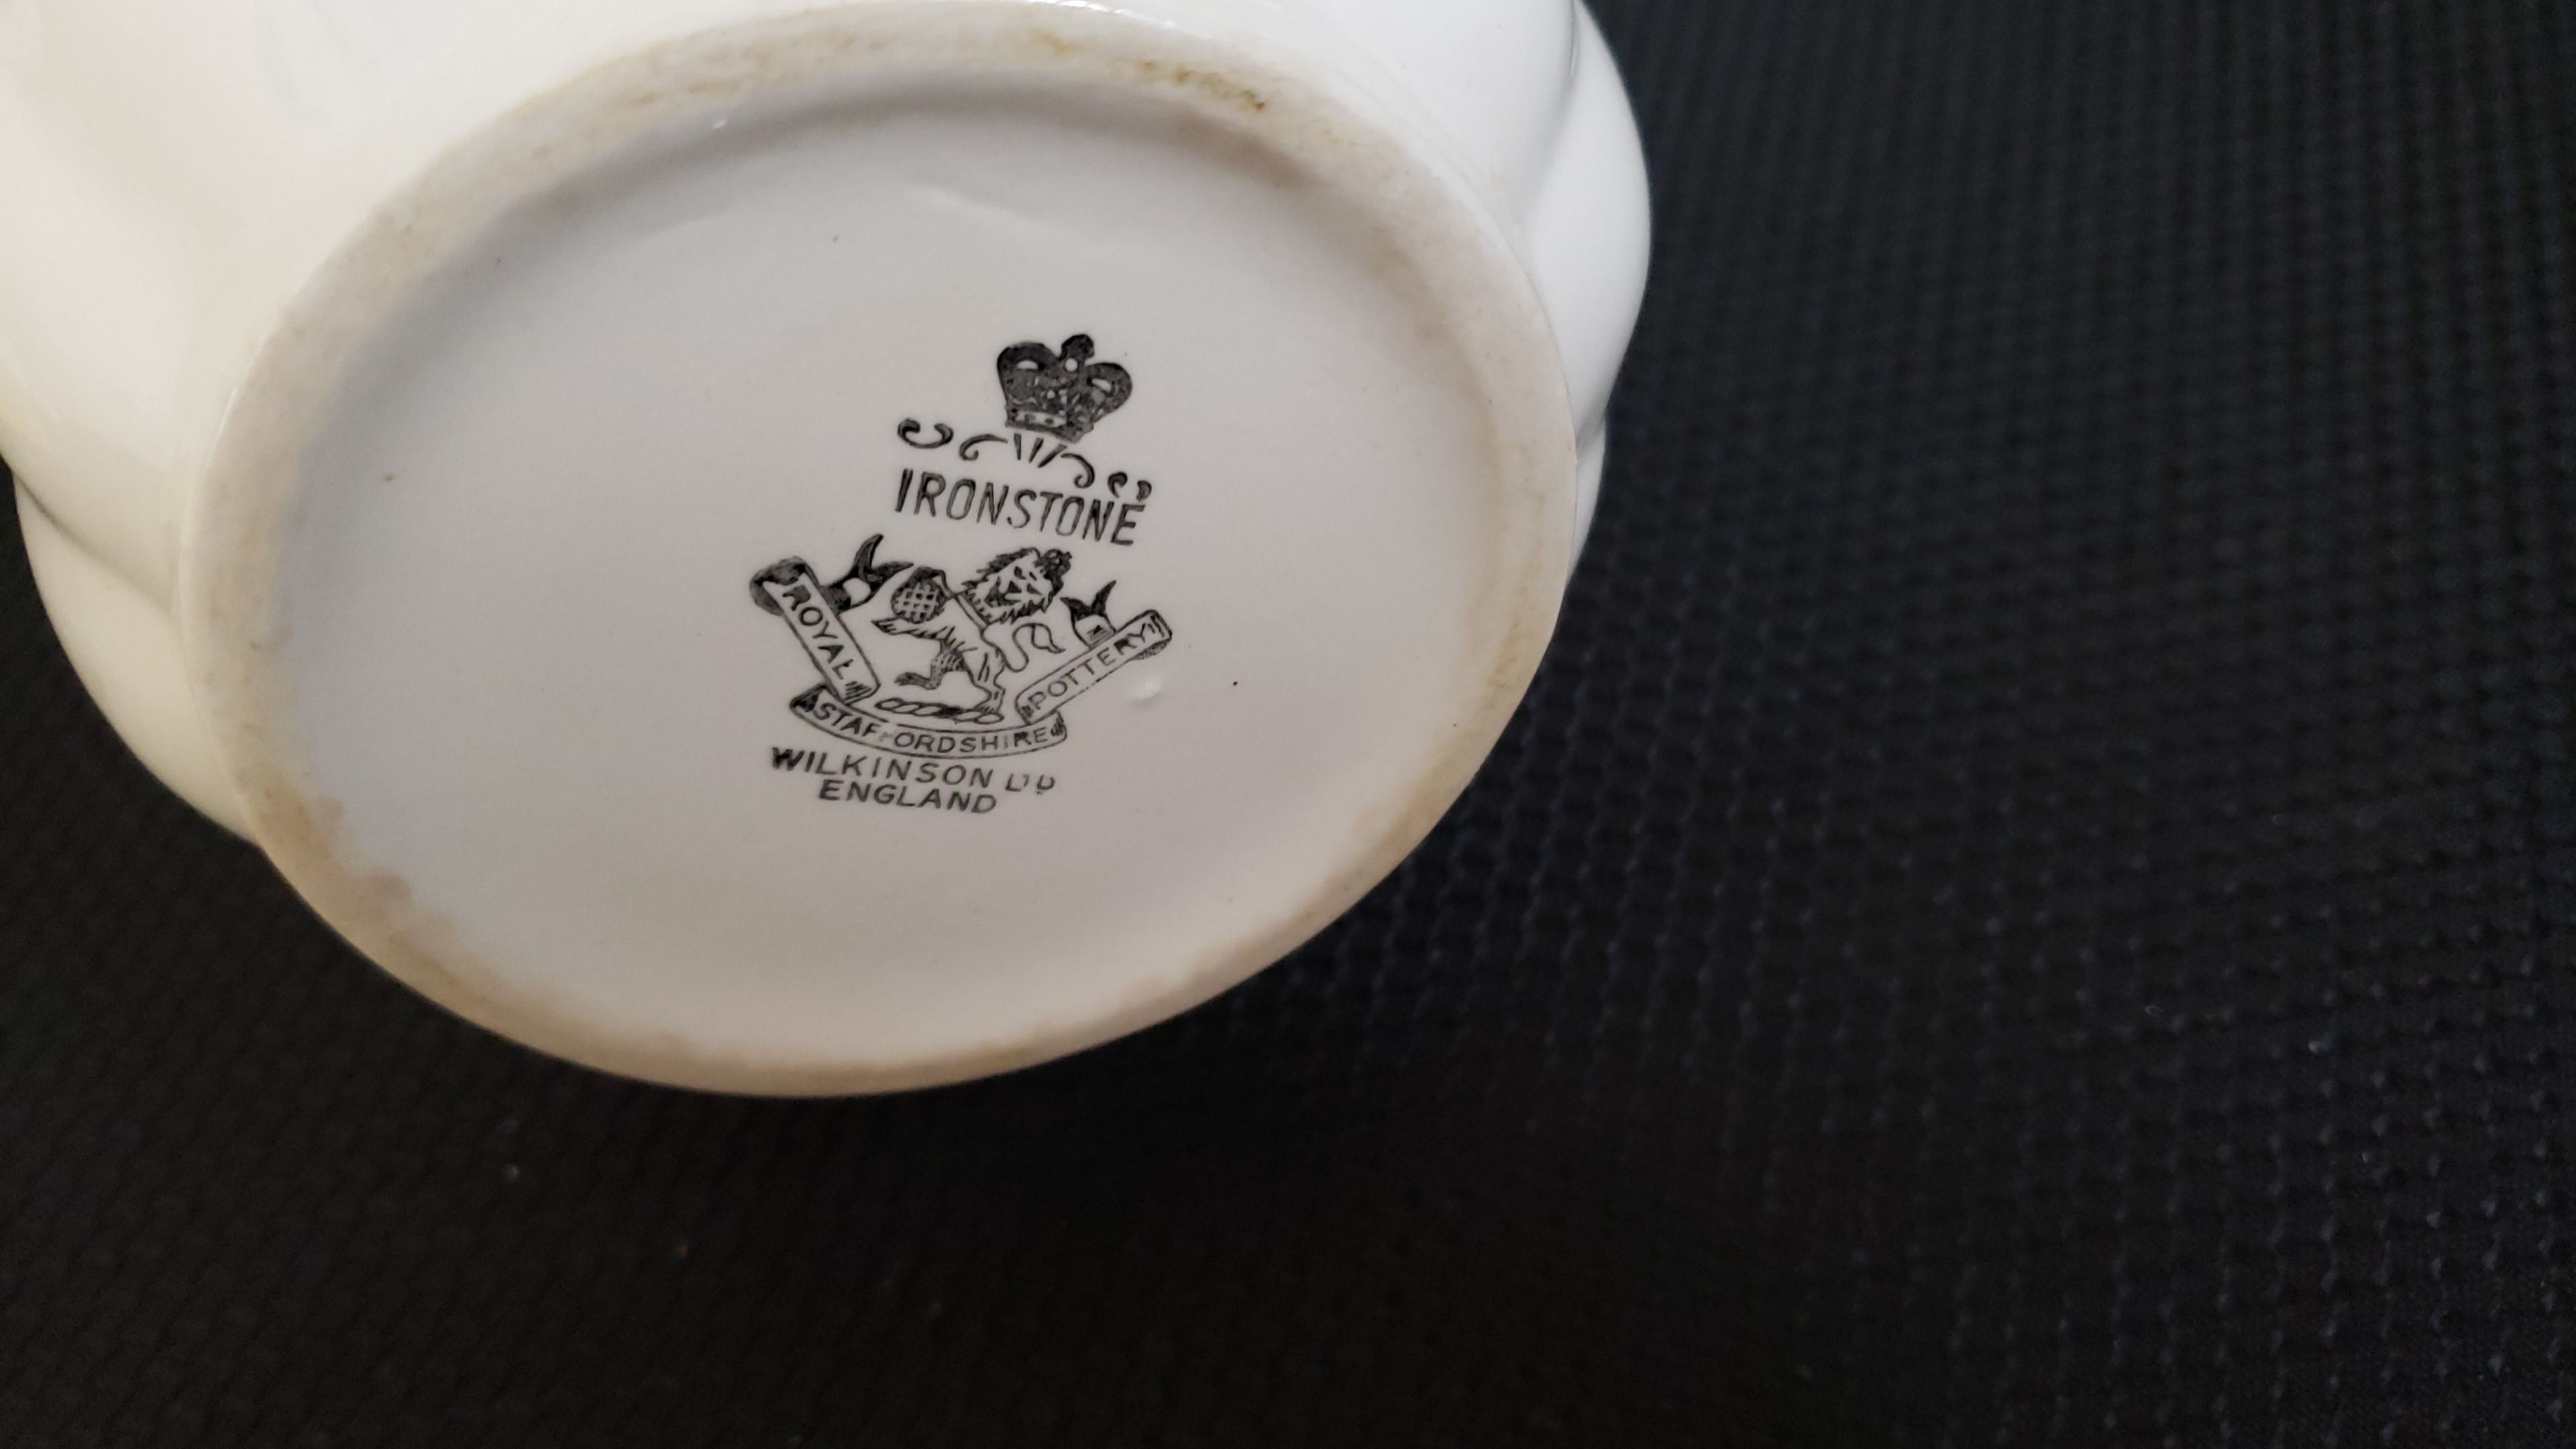 IRONSTONE
ROYAL
STAFFORDSHIRE
POTTERY
WILKINSON LTD
ENGLAND